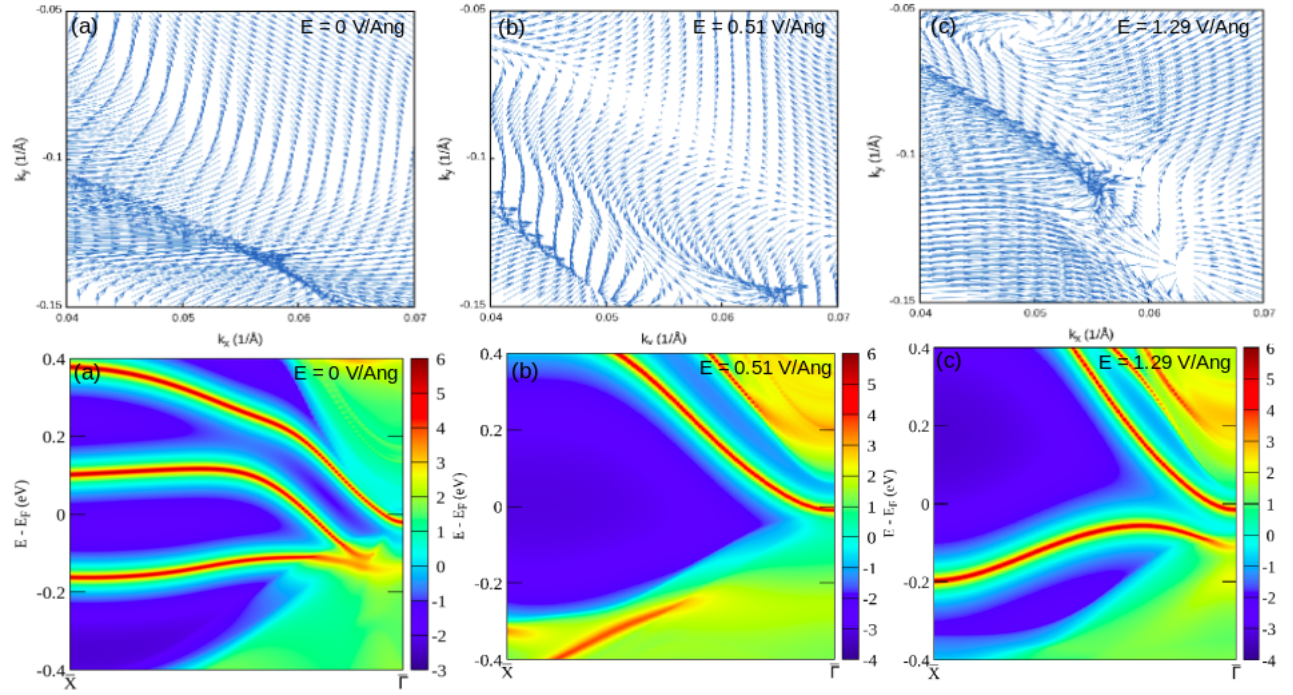 (a) E = 0 V/Ang
-0.05
-0.1
-0.15
k_y (1/Å)
0.04 0.05 0.06 0.07
k_x (1/Å)
(b) E = 0.51 V/Ang
-0.05
-0.1
-0.15
k_y (1/Å)
0.04 0.05 0.06 0.07
k_x (1/Å)
(c) E = 1.29 V/Ang
-0.05
-0.1
-0.15
k_y (1/Å)
0.04 0.05 0.06 0.07
k_x (1/Å)
(a) E = 0 V/Ang
0.4
0.2
0
-0.2
-0.4
E - E_F (eV)
X̅ Γ̅
6
5
4
3
2
1
0
-1
-2
-3
(b) E = 0.51 V/Ang
0.4
0.2
0
-0.2
-0.4
E - E_F (eV)
X̅ Γ̅
6
5
4
3
2
1
0
-1
-2
-3
-4
(c) E = 1.29 V/Ang
0.4
0.2
0
-0.2
-0.4
E - E_F (eV)
X̅ Γ̅
6
5
4
3
2
1
0
-1
-2
-3
-4